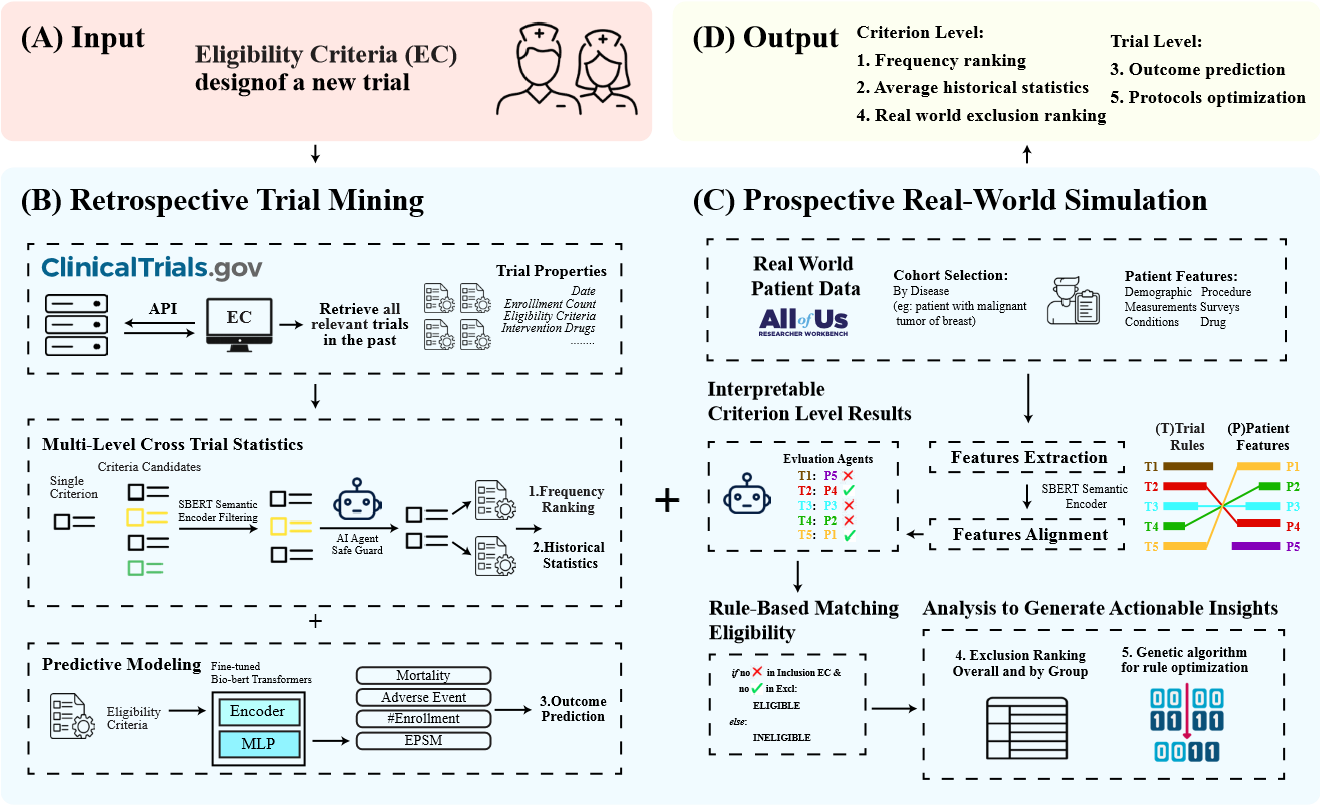 (A) Input
Eligibility Criteria (EC)
designof a new trial
(D) Output
Criterion Level:
1. Frequency ranking
2. Average historical statistics
4. Real world exclusion ranking
Trial Level:
3. Outcome prediction
5. Protocols optimization
(B) Retrospective Trial Mining
ClinicalTrials.gov
API
EC
Retrieve all
relevant trials
in the past
Trial Properties
Date
Enrolllment Count
Eligibility Criteria
Intervention Drugs
........
Multi-Level Cross Trial Statistics
Single
Criterion
Criteria Candidates
SBERT Semantic
Encoder Filtering
AI Agent
Safe Guard
1.Frequency
Ranking
2.Historical
Statistics
+
Predictive Modeling
Eligibility
Criteria
Fine-tuned
Bio-bert Transformers
Encoder
MLP
Mortality
Adverse Event
#Enrollment
EPSM
3.Outcome
Prediction
+
(C) Prospective Real-World Simulation
Real World
Patient Data
All of Us
RESEARCHER WORKBENCH
Cohort Selection:
By Disease
(eg: patient with malignant
tumor of breast)
Patient Features:
Demographic Procedure
Measurements Surveys
Conditions Drug
Interpretable
Criterion Level Results
Evluation Agents
T1: P5 ❌
T2: P4 ✓
T3: P3 ❌
T4: P2 ❌
T5: P1 ✓
Features Extraction
SBERT Semantic
Encoder
Features Alignment
(T)Trial
Rules
(P)Patient
Features
T1 P1
T2 P2
T3 P3
T4 P4
T5 P5
Rule-Based Matching
Eligibility
if no ❌ in Inclusion EC &
no ✓ in Excl:
ELIGIBLE
else:
INELIGIBLE
Analysis to Generate Actionable Insights
4. Exclusion Ranking
Overall and by Group
5. Genetic algorithm
for rule optimization
00 00
11 11
0011